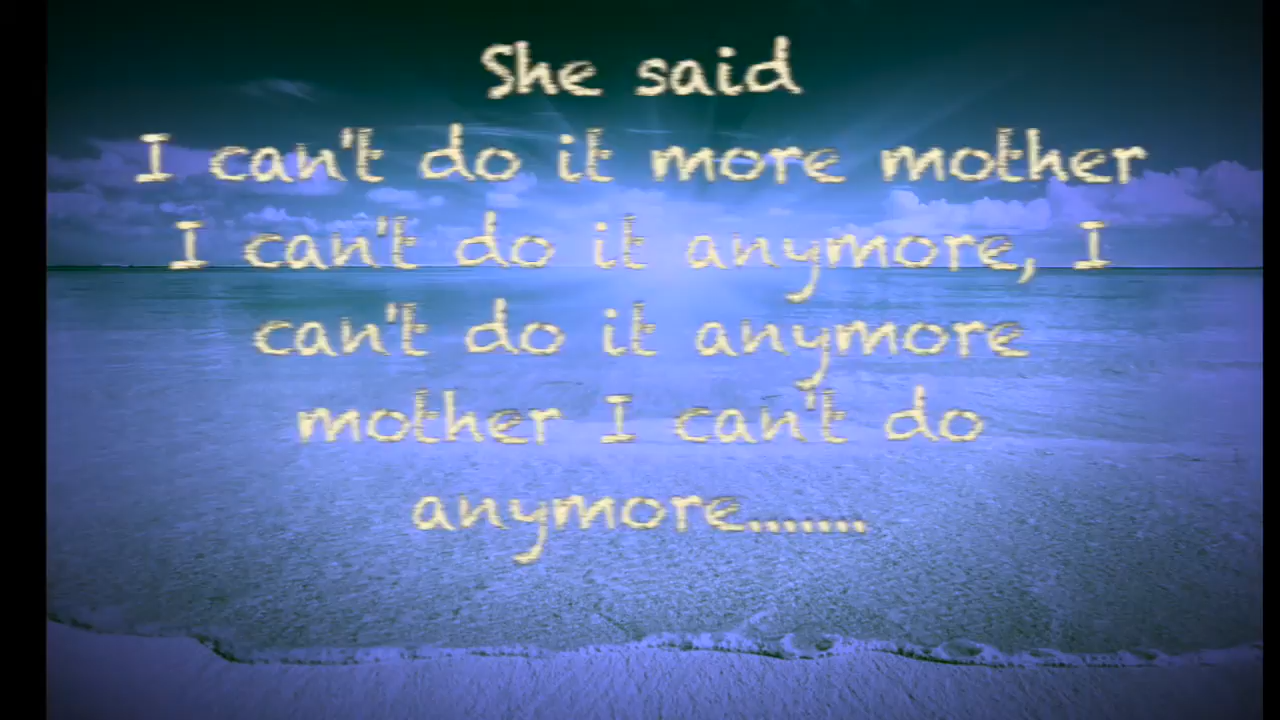 She said
I can't do it more mother
I can't do it anymore, I
can't do it anymore
mother I can't do
anymore.......